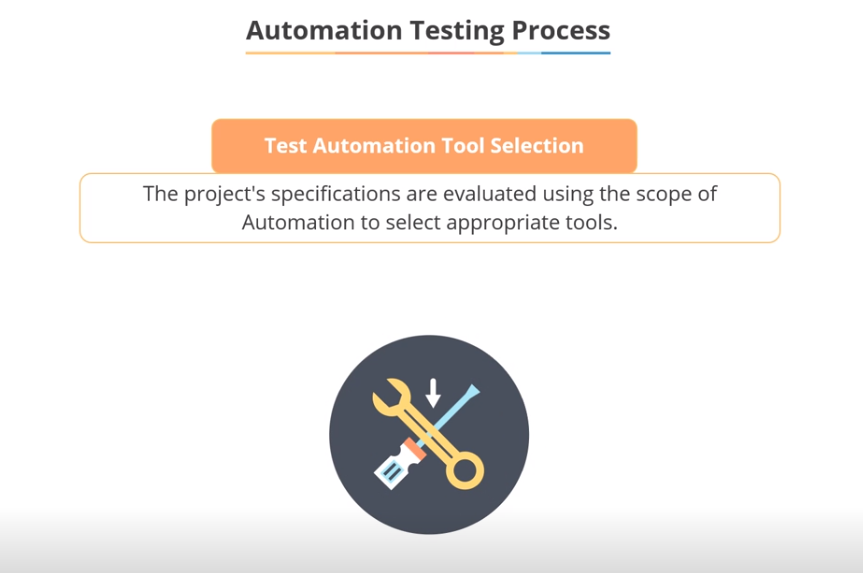 Automation Testing Process
Test Automation Tool Selection
The project's specifications are evaluated using the scope of
Automation to select appropriate tools.